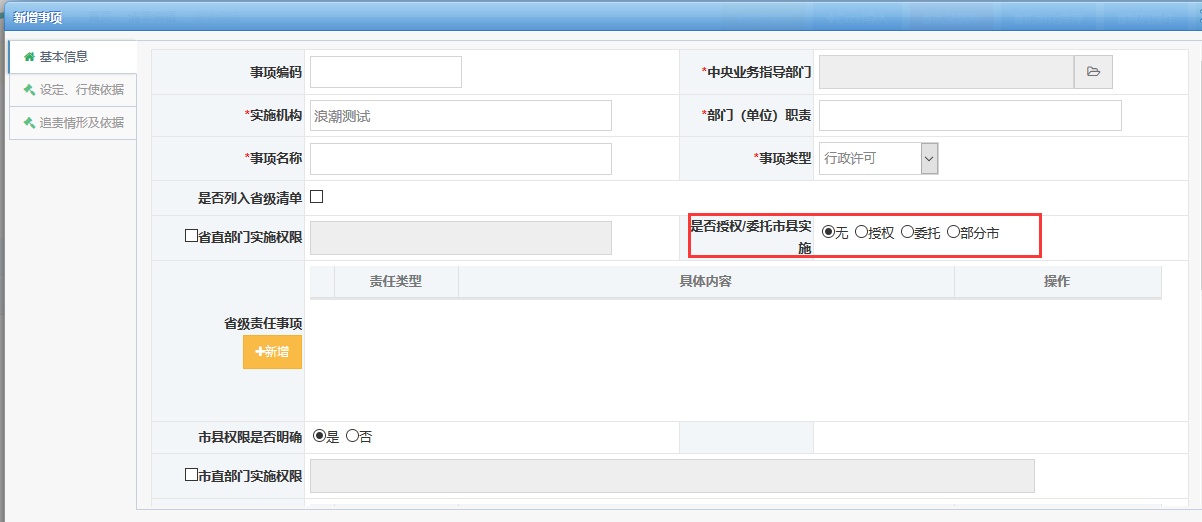 新增事项
基本信息
设定、行使依据
追责情形及依据
事项编码
*中央业务指导部门
*实施机构 浪潮测试
*部门（单位）职责
*事项名称
*事项类型 行政许可
是否列入省级清单
省直部门实施权限
是否授权/委托市县实
施
无 授权 委托 部分市
责任类型 具体内容 操作
省级责任事项
+新增
市县权限是否明确 是 否
市直部门实施权限